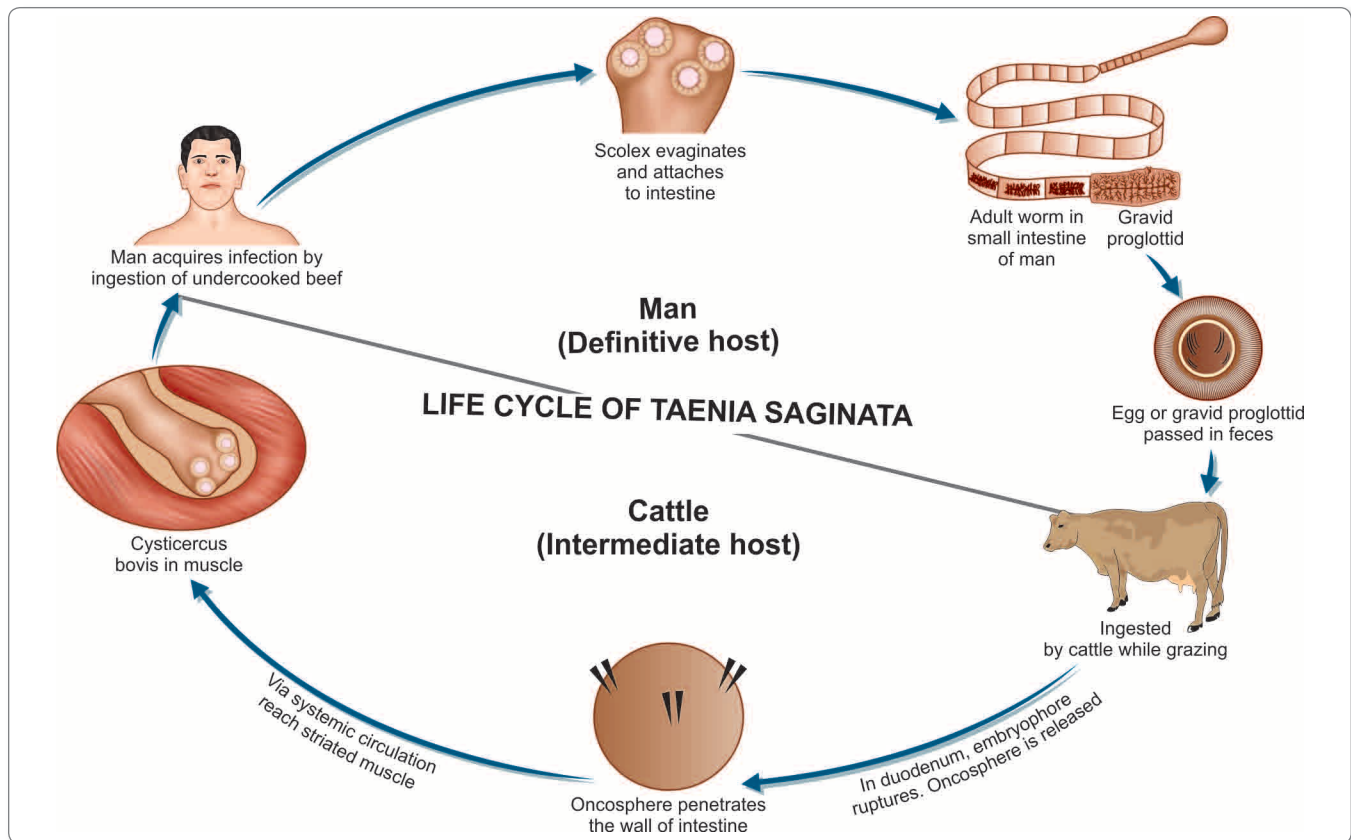 Scolex evaginates
and attaches
to intestine
Adult worm in
small intestine
of man
Gravid
proglottid
Man acquires infection by
ingestion of undercooked beef
Man
(Definitive host)
LIFE CYCLE OF TAENIA SAGINATA
Egg or gravid proglottid
passed in feces
Cattle
(Intermediate host)
Cysticercus
bovis in muscle
Ingested
by cattle while grazing
Via systemic circulation
reach striated muscle
In duodenum, embryophore
ruptures. Oncosphere is released
Oncosphere penetrates
the wall of intestine